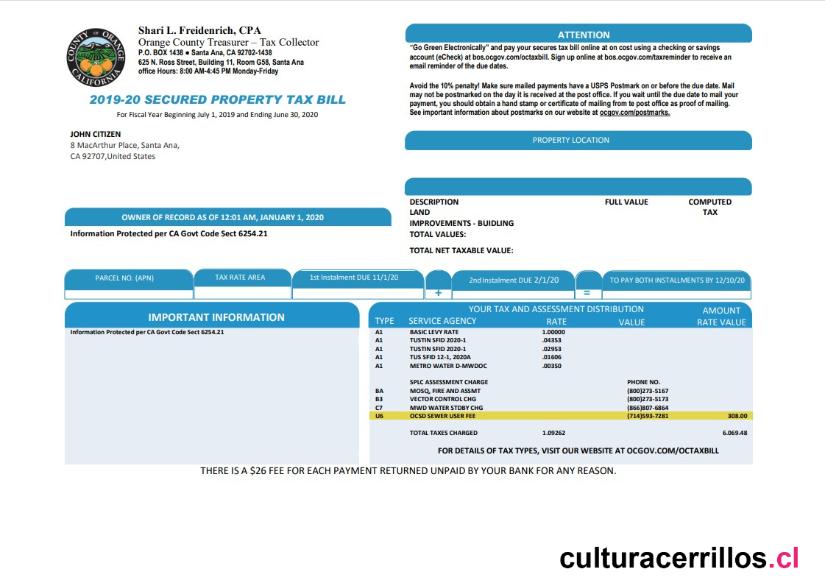 COUNTY OF ORANGE
CALIFORNIA
Shari L. Freidenrich, CPA
Orange County Treasurer – Tax Collector
P.O. BOX 1438 ● Santa Ana, CA 92702-1438
625 N. Ross Street, Building 11, Room G58, Santa Ana
office Hours: 8:00 AM-4:45 PM Monday-Friday
2019-20 SECURED PROPERTY TAX BILL
For Fiscal Year Beginning July 1, 2019 and Ending June 30, 2020
JOHN CITIZEN
8 MacArthur Place, Santa Ana,
CA 92707,United States
ATTENTION
“Go Green Electronically” and pay your secures tax bill online at on cost using a checking or savings
account (eCheck) at bos.ocgov.com/octaxbill. Sign up online at bos.ocgov.com/taxreminder to receive an
email reminder of the due dates.
Avoid the 10% penalty! Make sure mailed payments have a USPS Postmark on or before the due date. Mail
may not be postmarked on the day it is received at the post office. If you wait until the due date to mail your
payment, you should obtain a hand stamp or certificate of mailing from to post office as proof of mailing.
See important information about postmarks on our website at ocgov.com/postmarks.
PROPERTY LOCATION
OWNER OF RECORD AS OF 12:01 AM, JANUARY 1, 2020
Information Protected per CA Govt Code Sect 6254.21
DESCRIPTION FULL VALUE COMPUTED TAX
LAND
IMPROVEMENTS - BUIDLING
TOTAL VALUES:
TOTAL NET TAXABLE VALUE:
PARCEL NO. (APN) TAX RATE AREA 1st Instalment DUE 11/1/20 + 2nd Instalment DUE 2/1/20 = TO PAY BOTH INSTALLMENTS BY 12/10/20
IMPORTANT INFORMATION
Information Protected per CA Govt Code Sect 6254.21
YOUR TAX AND ASSESSMENT DISTRIBUTION AMOUNT
TYPE SERVICE AGENCY RATE VALUE RATE VALUE
A1 BASIC LEVY RATE 1.00000
A1 TUSTIN SFID 2020-1 .04353
A1 TUSTIN SFID 2020-1 .02953
A1 TUS SFID 12-1, 2020A .01606
A1 METRO WATER D-MWDOC .00350
SPLC ASSESSMENT CHARGE PHONE NO.
BA MOSQ, FIRE AND ASSMT (800)273-5167
B3 VECTOR CONTROL CHG (800)273-5173
C7 MWD WATER STDBY CHG (866)807-6864
U6 OCSD SEWER USER FEE (714)593-7281 308.00
TOTAL TAXES CHARGED 1.09262 6.069.48
FOR DETAILS OF TAX TYPES, VISIT OUR WEBSITE AT OCGOV.COM/OCTAXBILL
THERE IS A $26 FEE FOR EACH PAYMENT RETURNED UNPAID BY YOUR BANK FOR ANY REASON.
culturacerrillos.cl